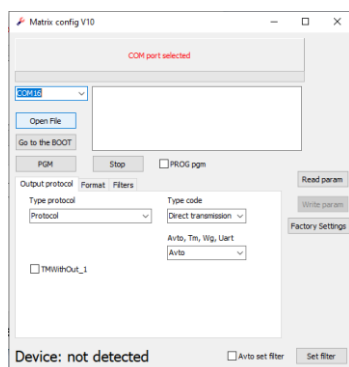 Matrix config V10
COM port selected
COM16
Open File
Go to the BOOT
PGM Stop PROG pgm
Output protocol Format Filters
Read param
Type protocol Type code
Write param
Protocol Direct transmission
Factory Settings
Avto, Tm, Wg, Uart
Avto
TMWithOut_1
Device: not detected Avto set filter Set filter